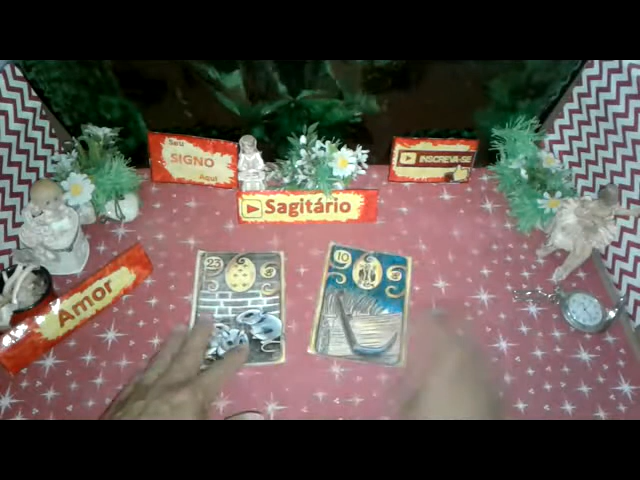 Seu
SIGNO
Aqui
INSCREVA-SE
Sagitário
Amor
23
10